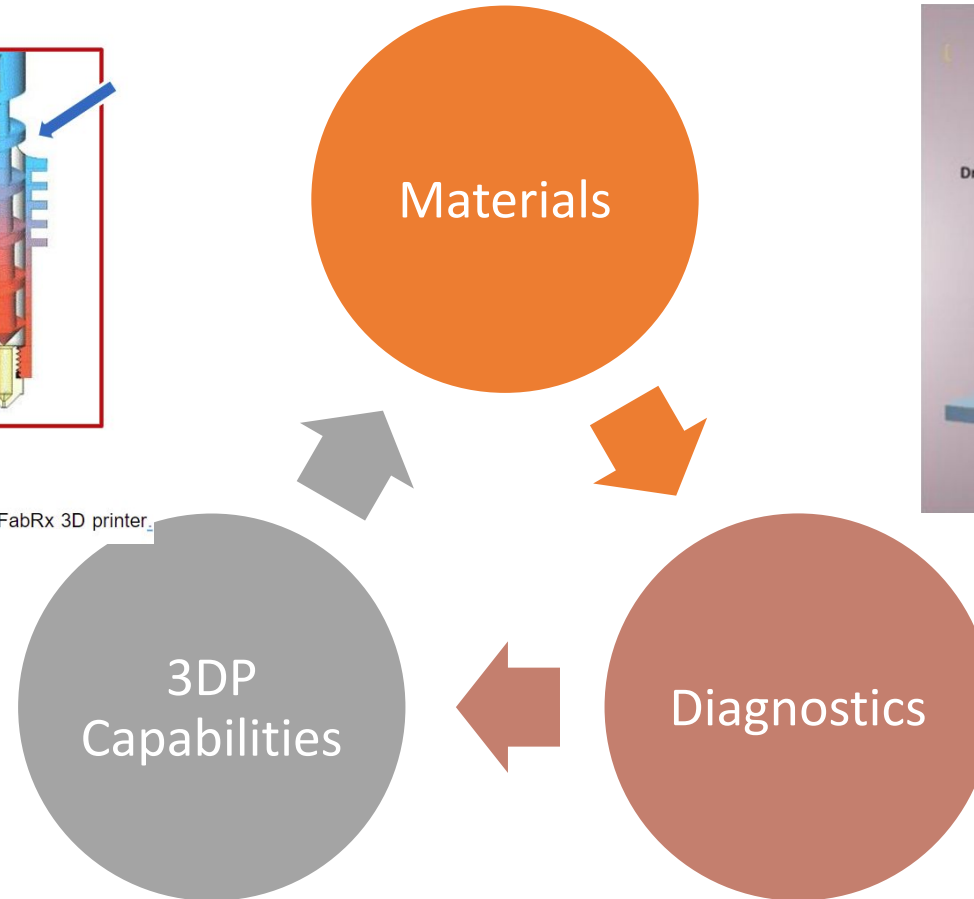 Materials
FabRx 3D printer.
3DP
Capabilities
Diagnostics